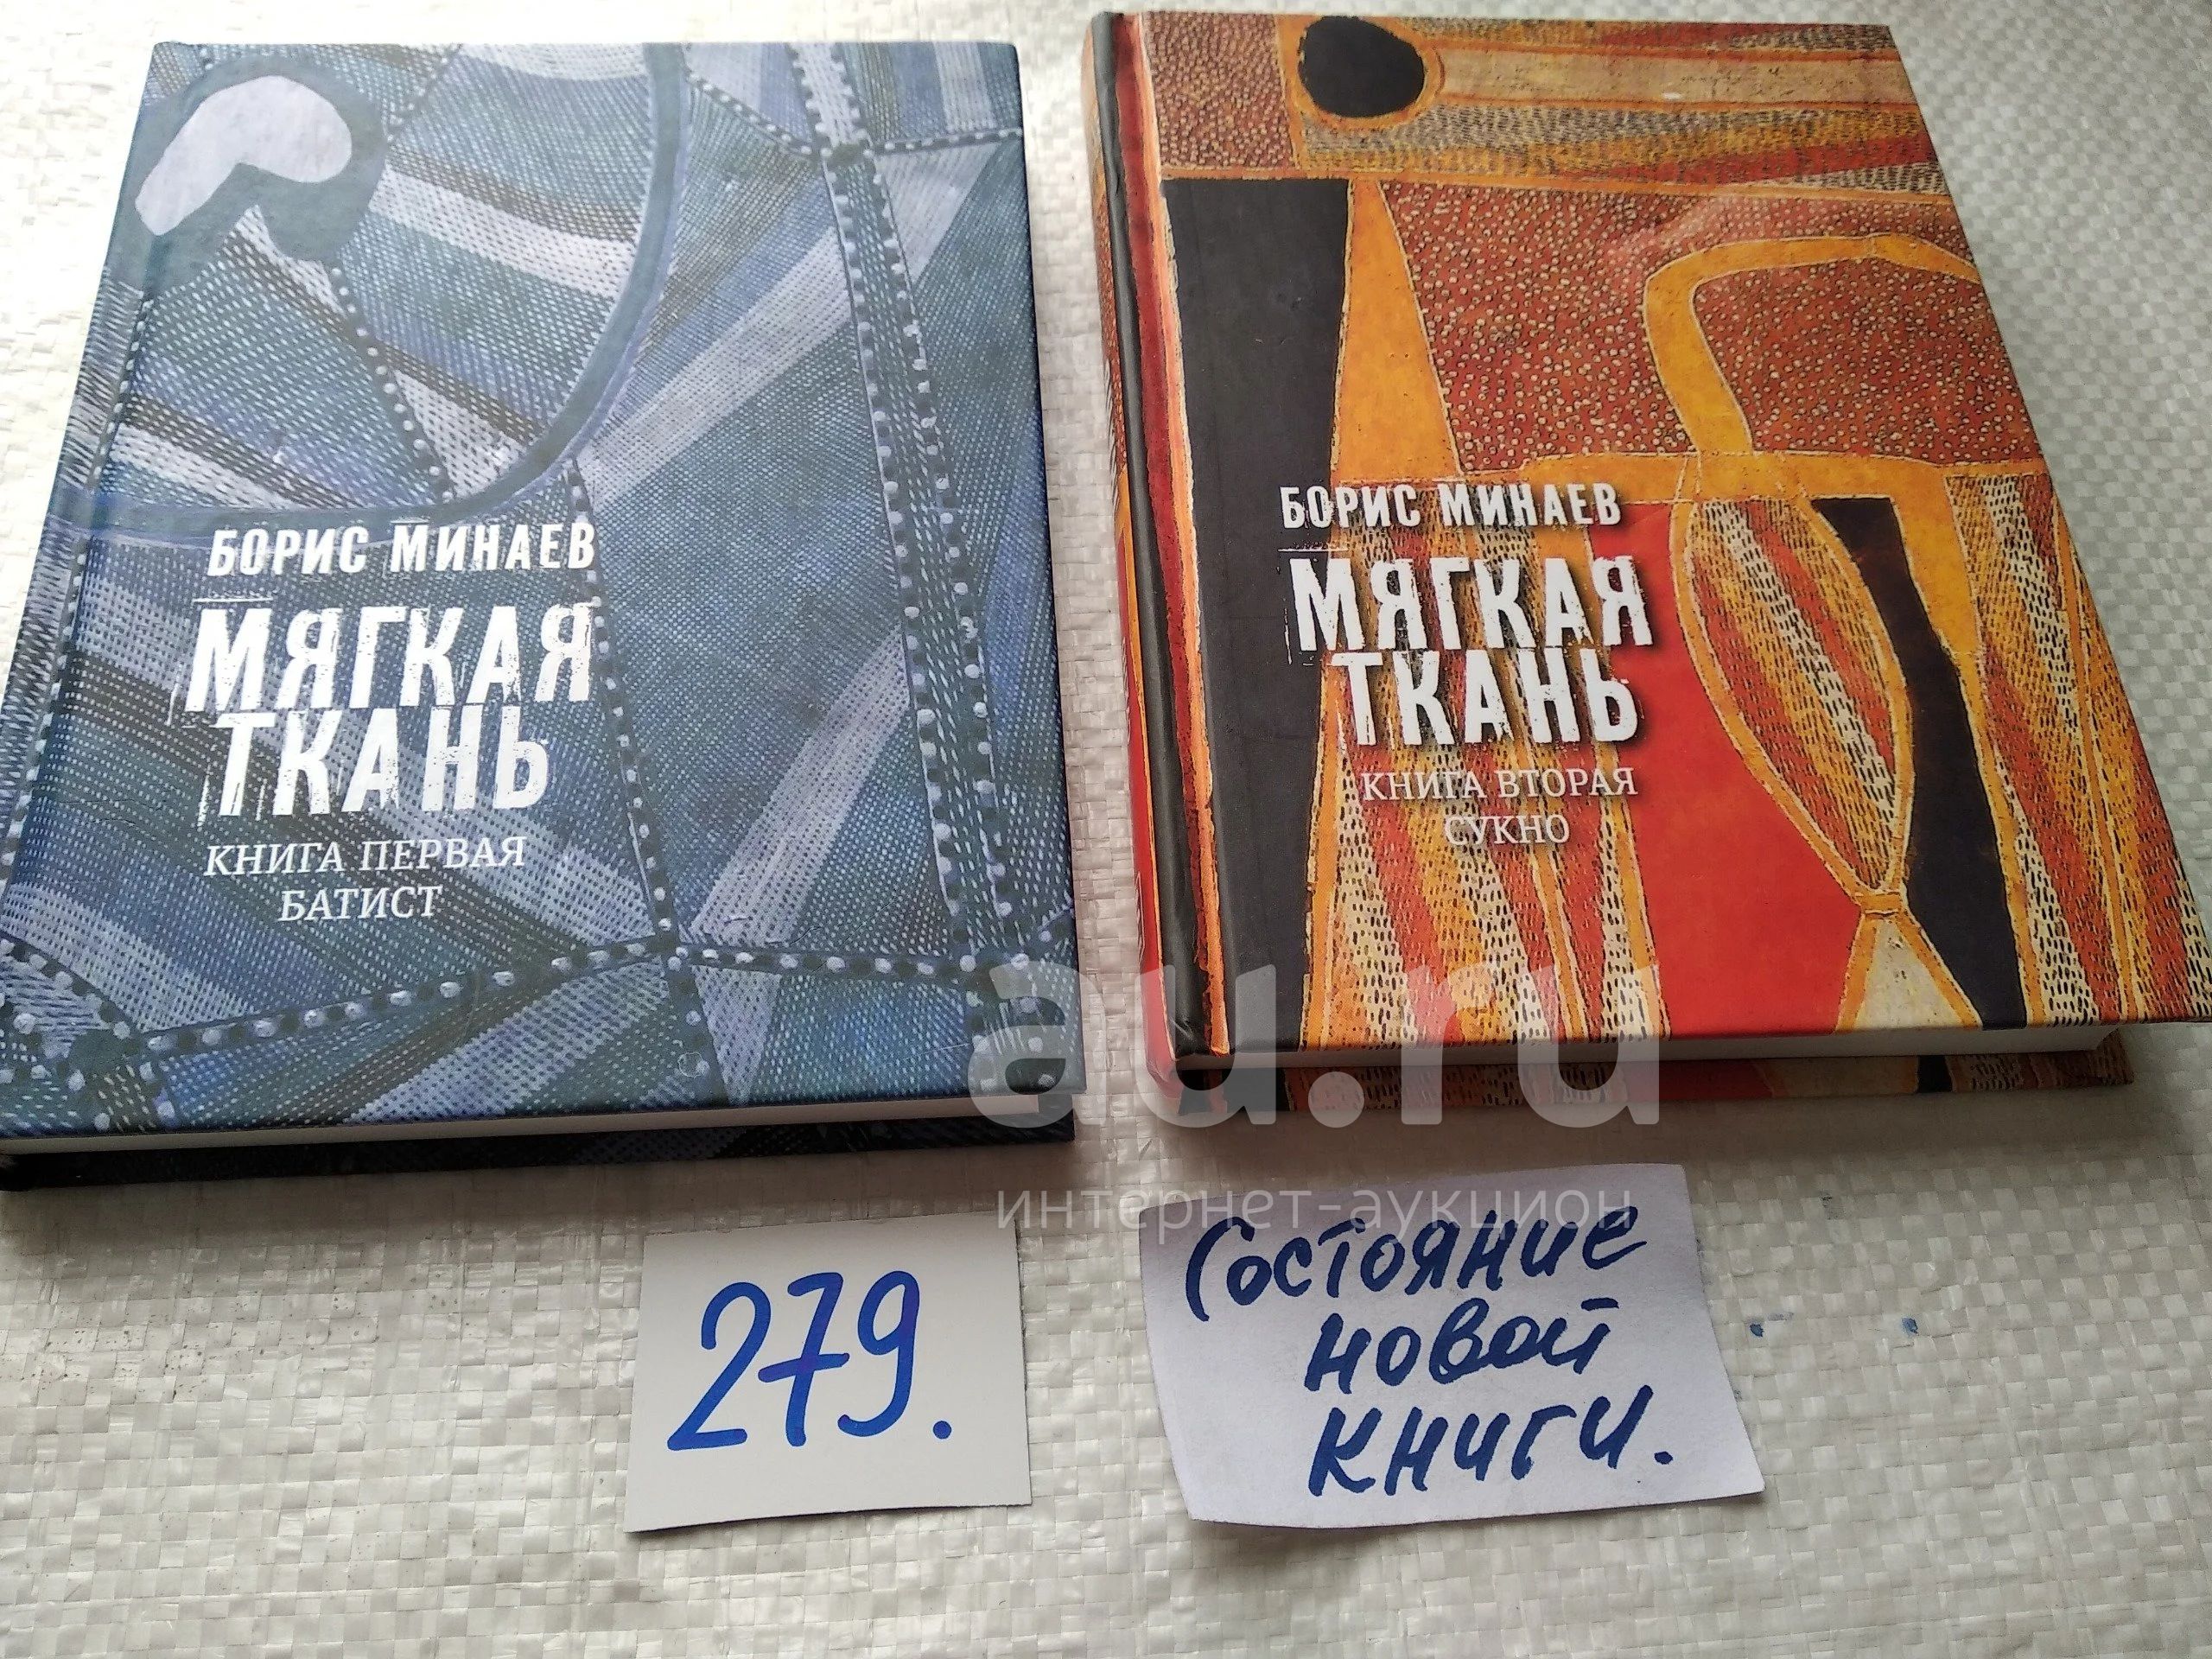 БОРИС МИНАЕВ
МЯГКАЯ
ТКАНЬ
КНИГА ПЕРВАЯ
БАТИСТ
БОРИС МИНАЕВ
МЯГКАЯ
ТКАНЬ
КНИГА ВТОРАЯ
СУКНО
au.ru
интернет-аукцион
279.
Состояние
новой
книги.